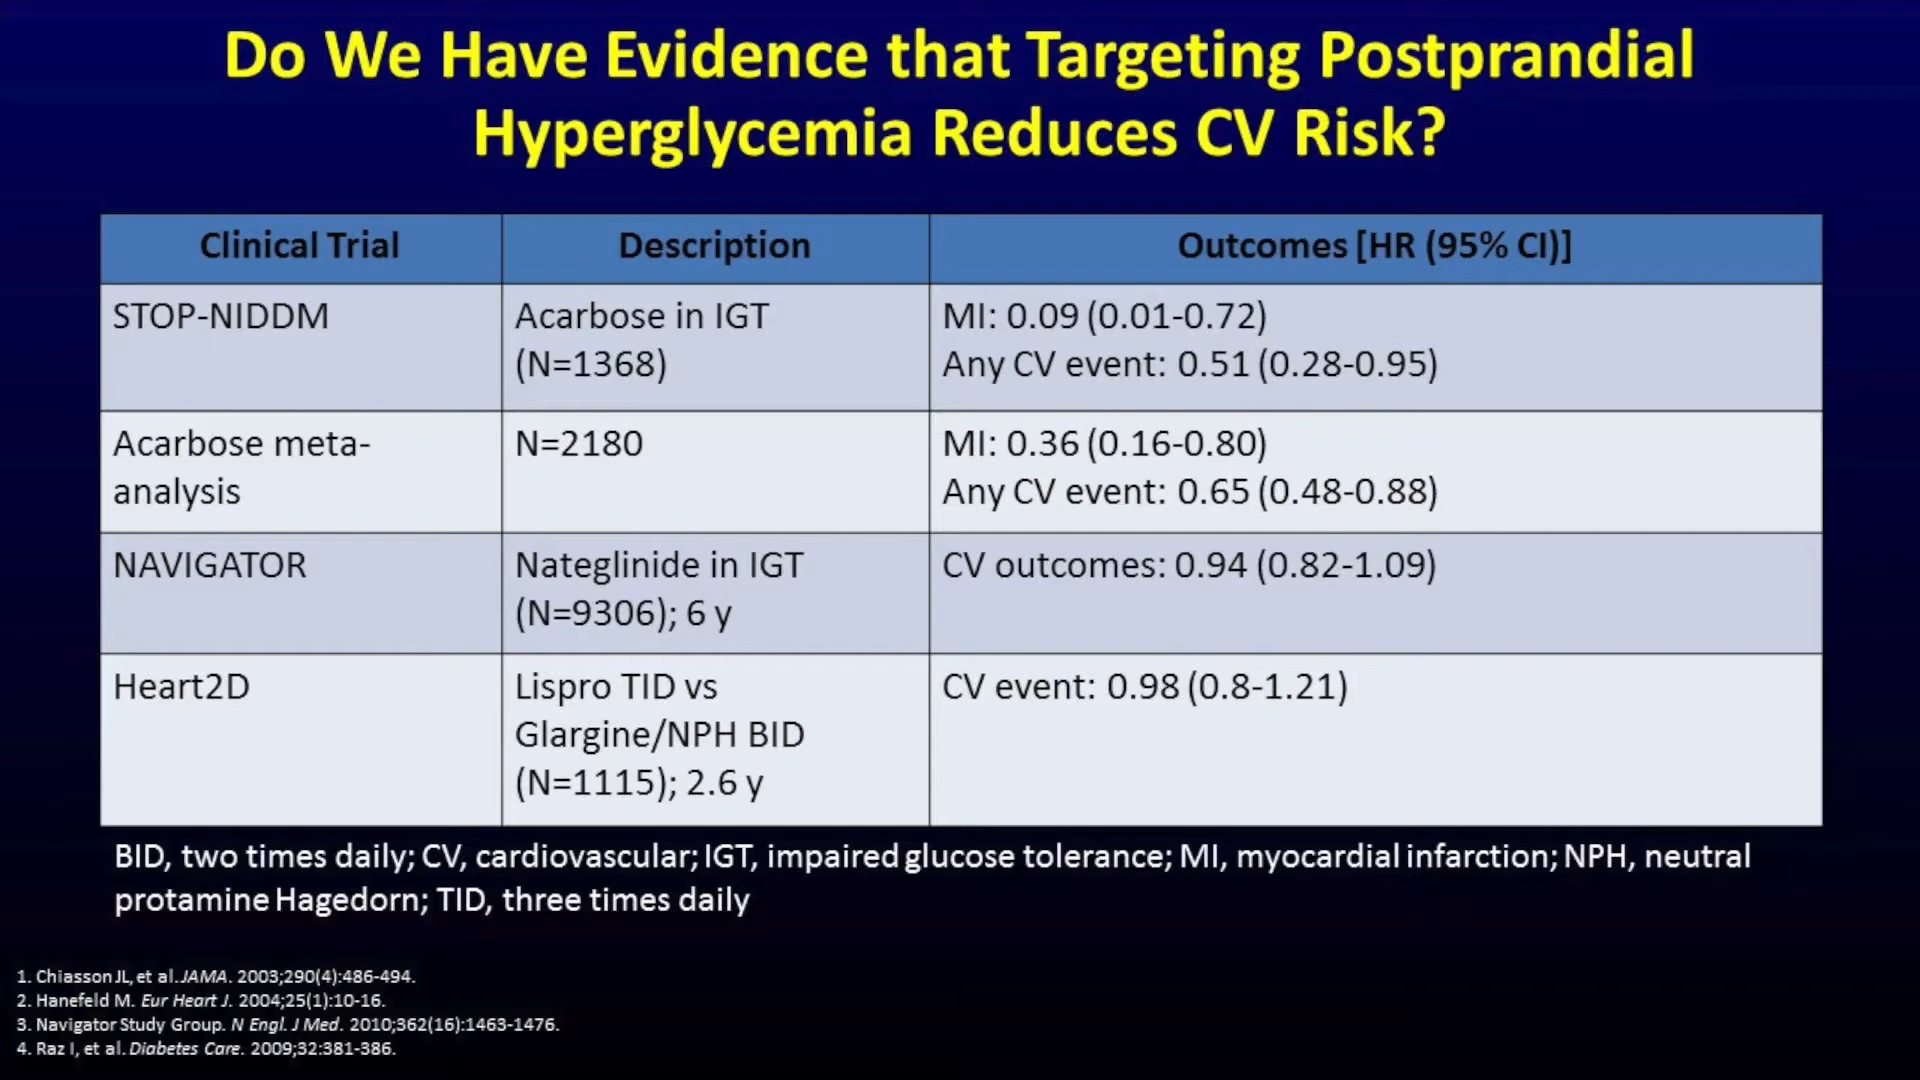 Do We Have Evidence that Targeting Postprandial
Hyperglycemia Reduces CV Risk?
Clinical Trial
Description
Outcomes [HR (95% CI)]
STOP-NIDDM
Acarbose in IGT
(N=1368)
MI: 0.09 (0.01-0.72)
Any CV event: 0.51 (0.28-0.95)
Acarbose meta-
analysis
N=2180
MI: 0.36 (0.16-0.80)
Any CV event: 0.65 (0.48-0.88)
NAVIGATOR
Nateglinide in IGT
(N=9306); 6 y
CV outcomes: 0.94 (0.82-1.09)
Heart2D
Lispro TID vs
Glargine/NPH BID
(N=1115); 2.6 y
CV event: 0.98 (0.8-1.21)
BID, two times daily; CV, cardiovascular; IGT, impaired glucose tolerance; MI, myocardial infarction; NPH, neutral
protamine Hagedorn; TID, three times daily
1. Chiasson JL, et al. JAMA. 2003;290(4):486-494.
2. Hanefeld M. Eur Heart J. 2004;25(1):10-16.
3. Navigator Study Group. N Engl. J Med. 2010;362(16):1463-1476.
4. Raz I, et al. Diabetes Care. 2009;32:381-386.